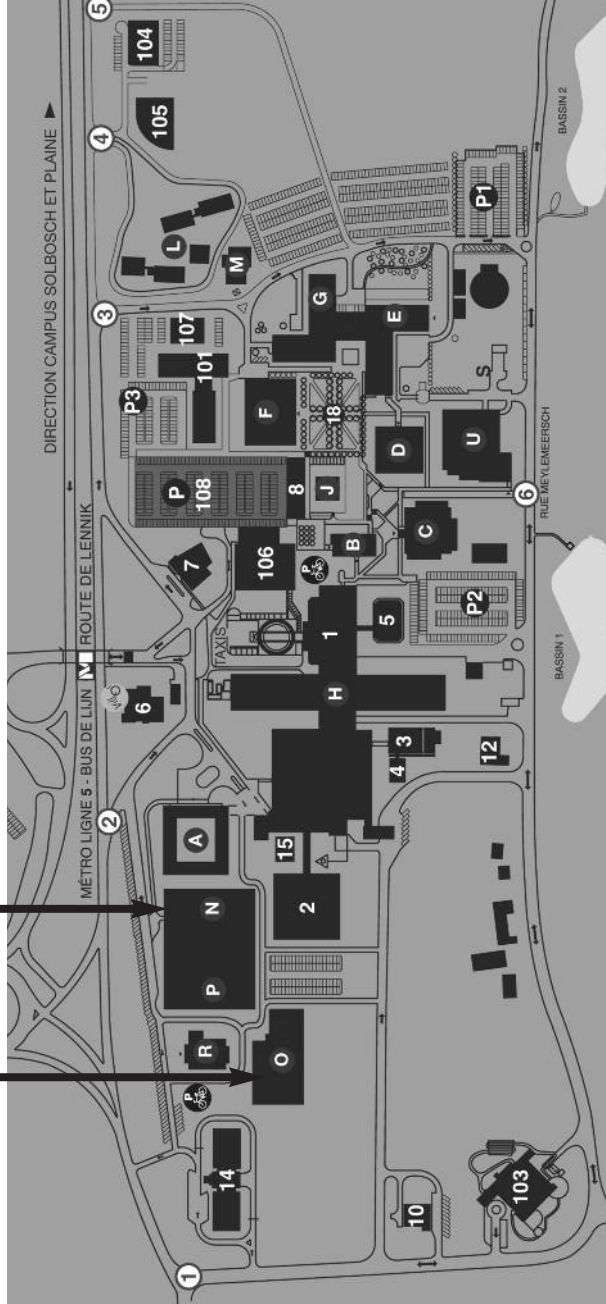 DIRECTION CAMPUS SOLBOSCH ET PLAINE
MÉTRO LIGNE 5 - BUS DE LIJN M ROUTE DE LENNIK
1
2
3
4
5
104
105
L
M
107
101
P3
P
108
7
6
A
N
P
R
P
14
O
2
15
TAXIS
106
8
F
18
J
G
E
P1
D
B
P
1
H
5
C
U
S
P2
3
4
12
10
103
6
RUE MEYLEMEERSCH
BASSIN 1
BASSIN 2